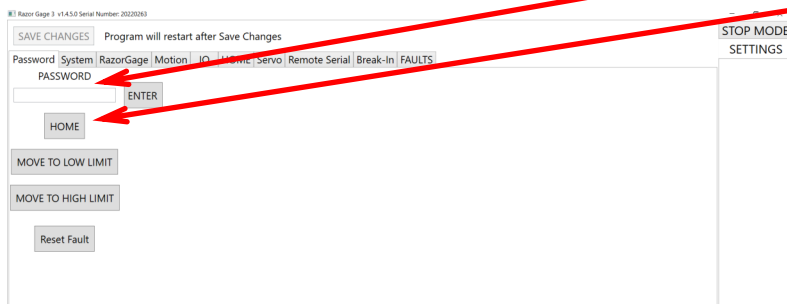 Razor Gage 3 v1.4.5.0 Serial Number: 20220263
SAVE CHANGES Program will restart after Save Changes
STOP MODE
SETTINGS
Password System RazorGage Motion IO HOME Servo Remote Serial Break-In FAULTS
PASSWORD
ENTER
HOME
MOVE TO LOW LIMIT
MOVE TO HIGH LIMIT
Reset Fault